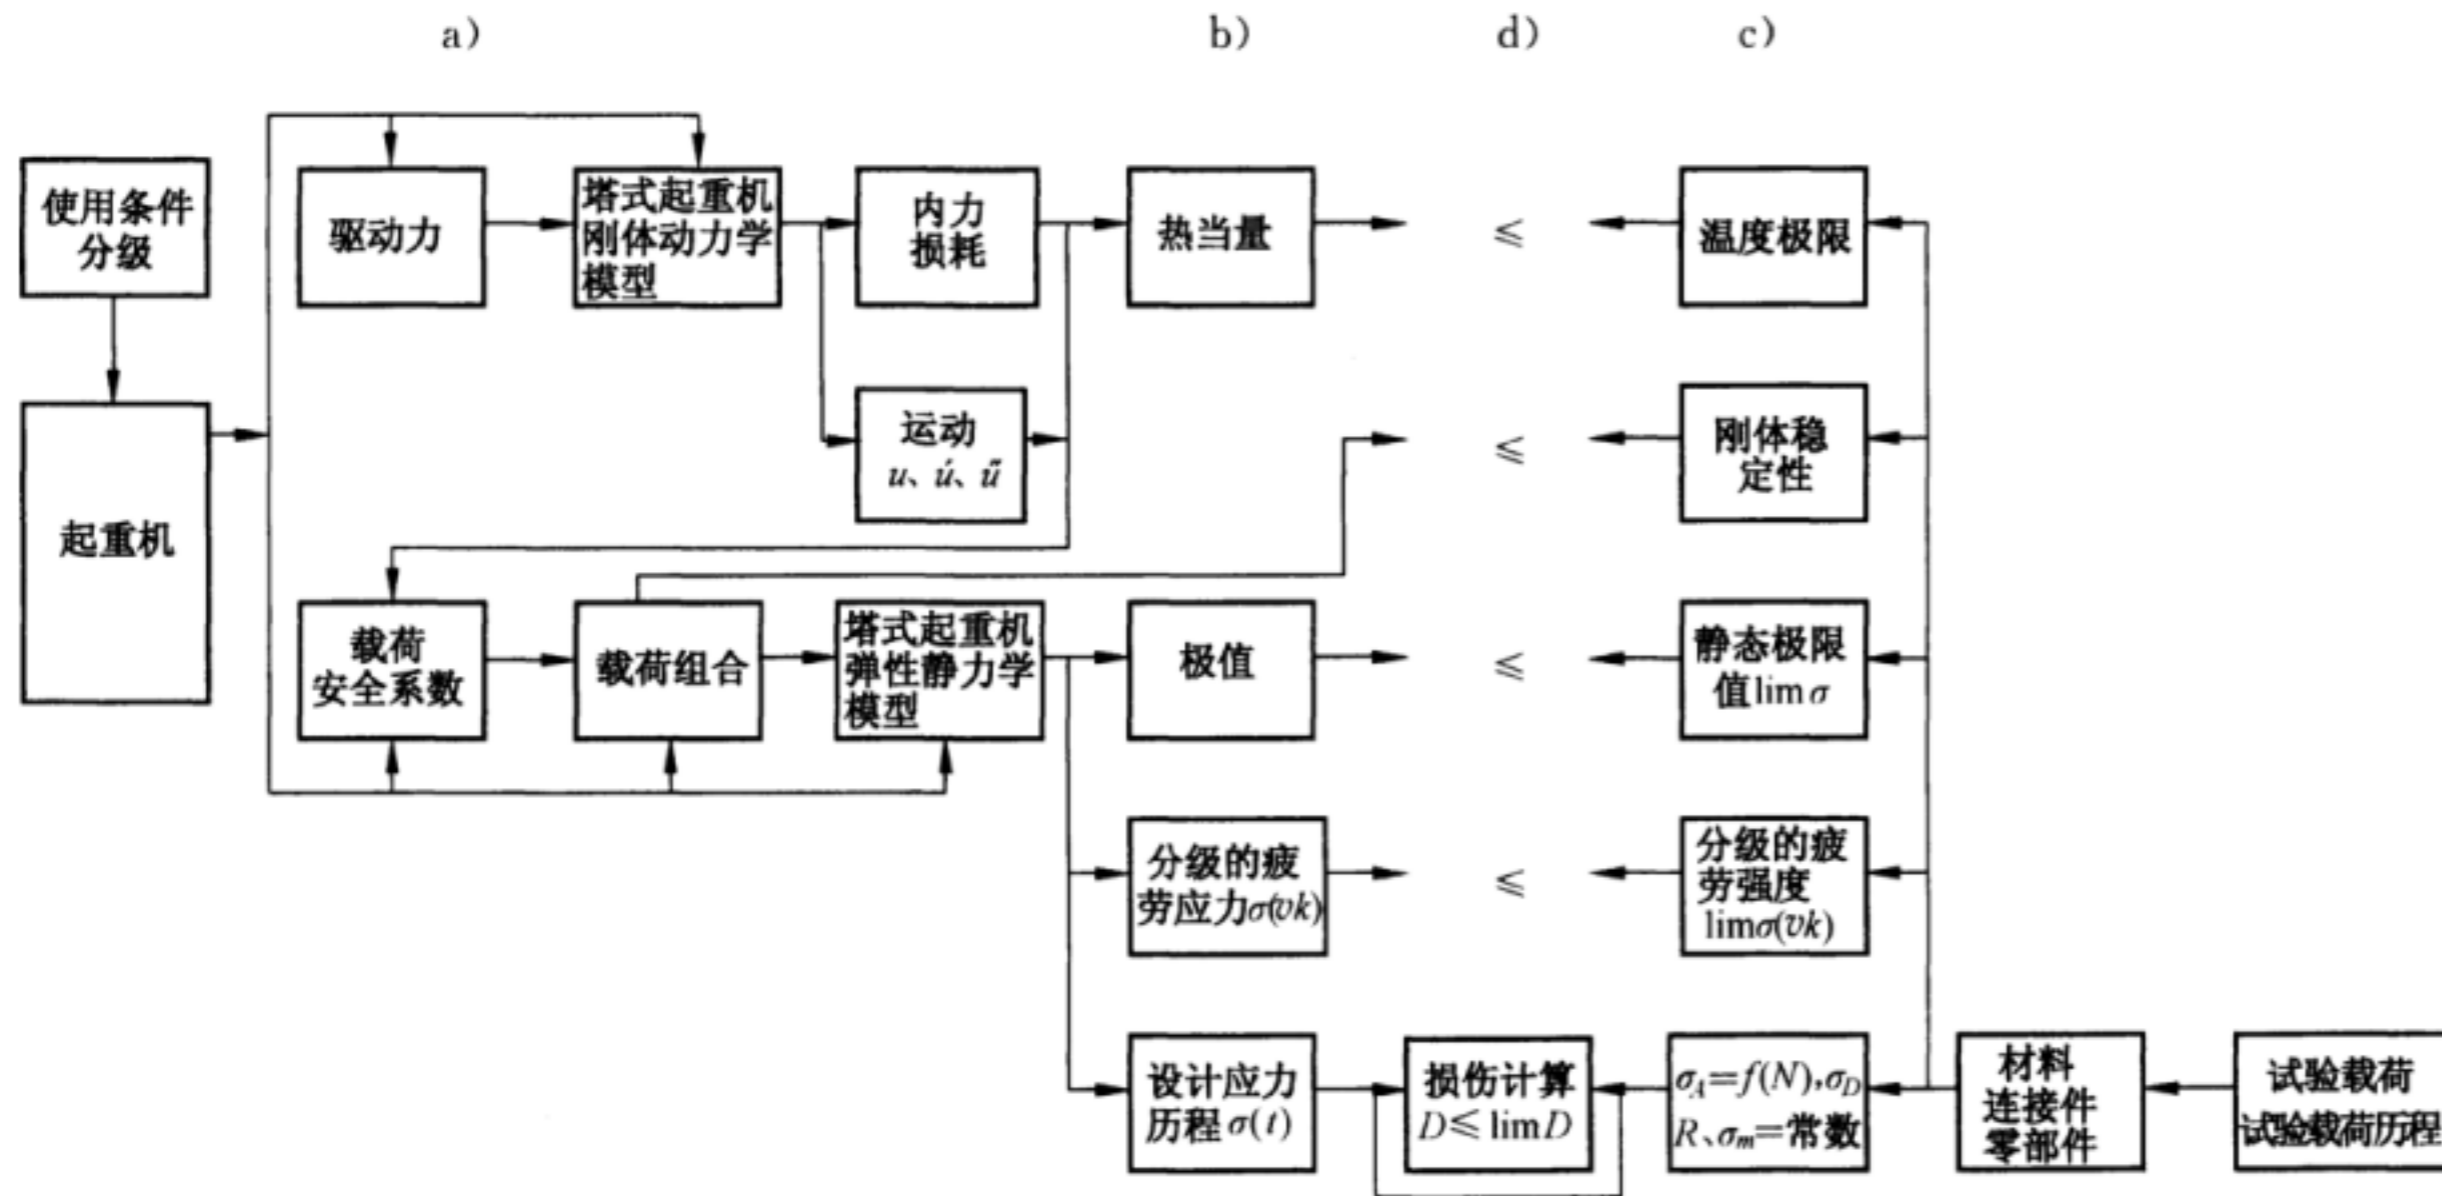 a)
b)
d)
c)
使用条件
分级
驱动力
塔式起重机
刚体动力学
模型
内力
损耗
热当量
≤
温度极限
起重机
运动
u、ú、ű
≤
刚体稳
定性
载荷
安全系数
载荷组合
塔式起重机
弹性静力学
模型
极值
≤
静态极限
值lim σ
分级的疲
劳应力σ(vk)
≤
分级的疲
劳强度
limσ(vk)
设计应力
历程σ(t)
损伤计算
D≤limD
σA=f(N),σD
R、σm=常数
材料
连接件
零部件
试验载荷
试验载荷历程